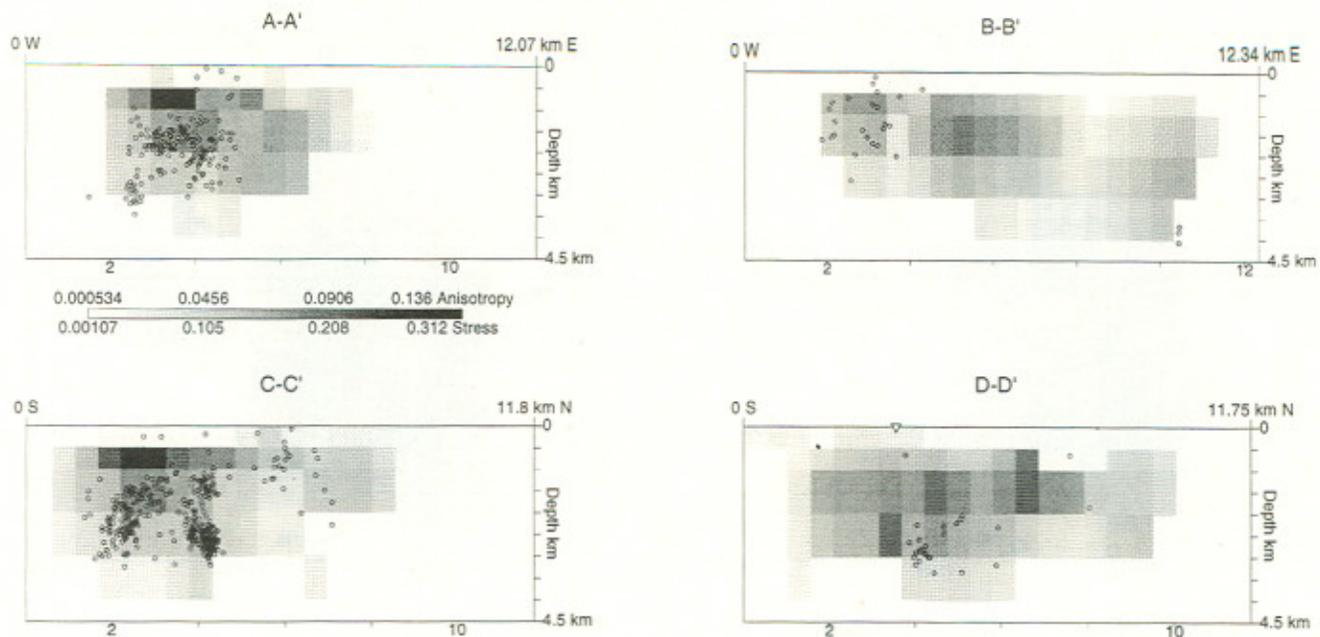 A-A'
0 W
12.07 km E
0
Depth km
4.5 km
2
10
B-B'
0 W
12.34 km E
0
Depth km
4.5 km
2
12
0.000534 0.0456 0.0906 0.136 Anisotropy
0.00107 0.105 0.208 0.312 Stress
C-C'
0 S
11.8 km N
0
Depth km
4.5 km
2
10
D-D'
0 S
11.75 km N
0
Depth km
4.5 km
2
10